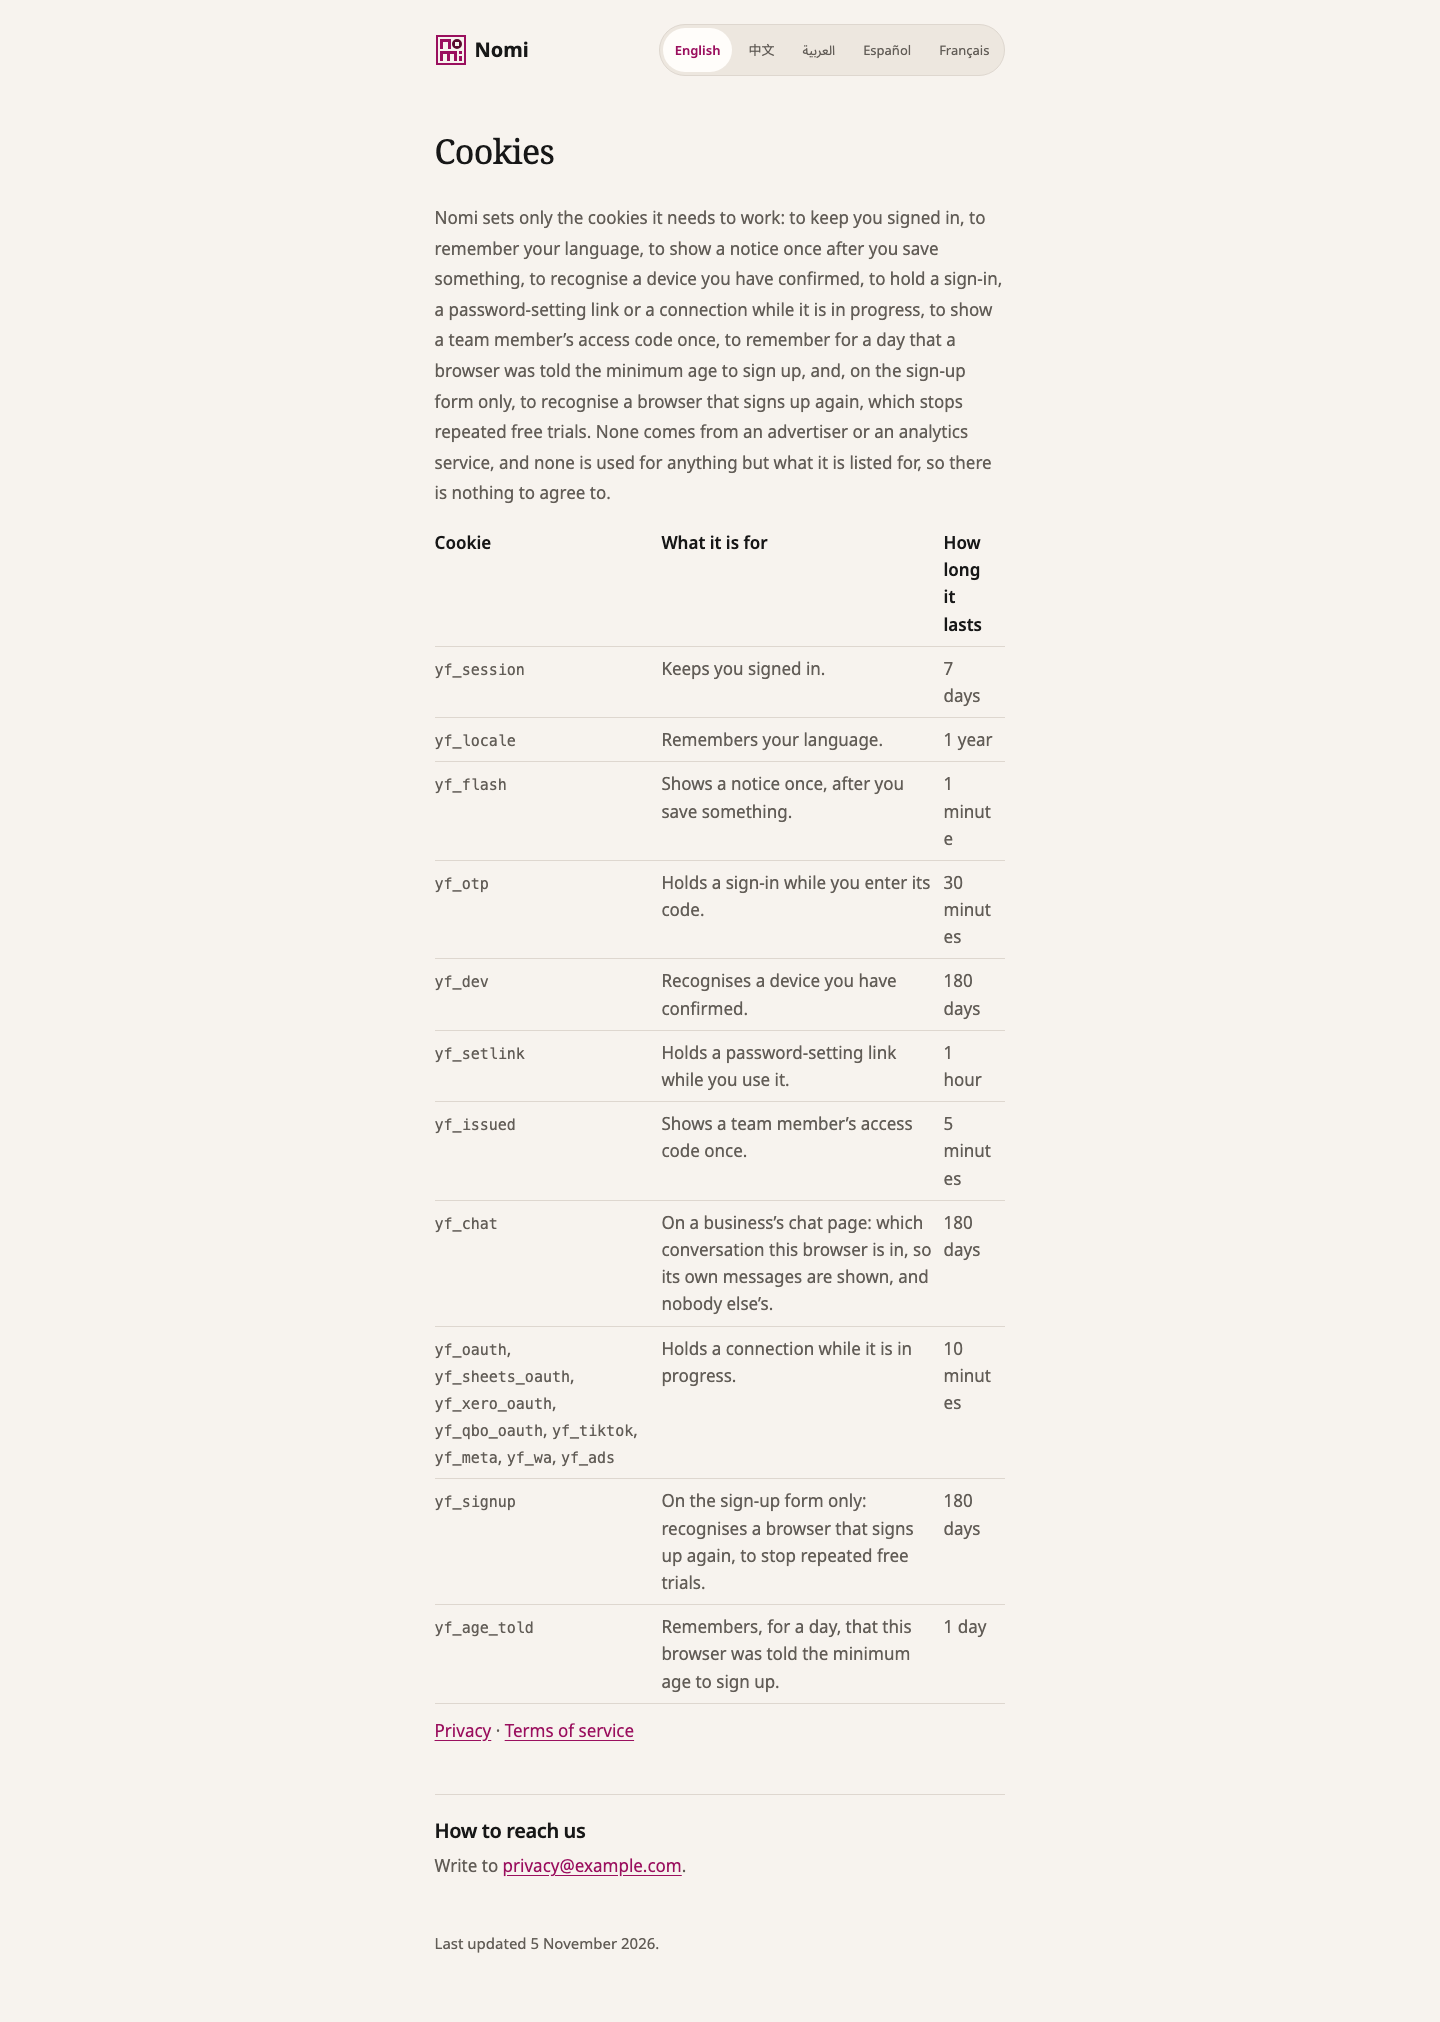 Nomi
English
中文
العربية
Español
Français
Cookies
Nomi sets only the cookies it needs to work: to keep you signed in, to
remember your language, to show a notice once after you save
something, to recognise a device you have confirmed, to hold a sign-in,
a password-setting link or a connection while it is in progress, to show
a team member’s access code once, to remember for a day that a
browser was told the minimum age to sign up, and, on the sign-up
form only, to recognise a browser that signs up again, which stops
repeated free trials. None comes from an advertiser or an analytics
service, and none is used for anything but what it is listed for, so there
is nothing to agree to.
Cookie
What it is for
How
long
it
lasts
yf_session
Keeps you signed in.
7
days
yf_locale
Remembers your language.
1 year
yf_flash
Shows a notice once, after you
save something.
1
minut
e
yf_otp
Holds a sign-in while you enter its
code.
30
minut
es
yf_dev
Recognises a device you have
confirmed.
180
days
yf_setlink
Holds a password-setting link
while you use it.
1
hour
yf_issued
Shows a team member’s access
code once.
5
minut
es
yf_chat
On a business’s chat page: which
conversation this browser is in, so
its own messages are shown, and
nobody else’s.
180
days
yf_oauth,
yf_sheets_oauth,
yf_xero_oauth,
yf_qbo_oauth, yf_tiktok,
yf_meta, yf_wa, yf_ads
Holds a connection while it is in
progress.
10
minut
es
yf_signup
On the sign-up form only:
recognises a browser that signs
up again, to stop repeated free
trials.
180
days
yf_age_told
Remembers, for a day, that this
browser was told the minimum
age to sign up.
1 day
Privacy · Terms of service
How to reach us
Write to privacy@example.com.
Last updated 5 November 2026.